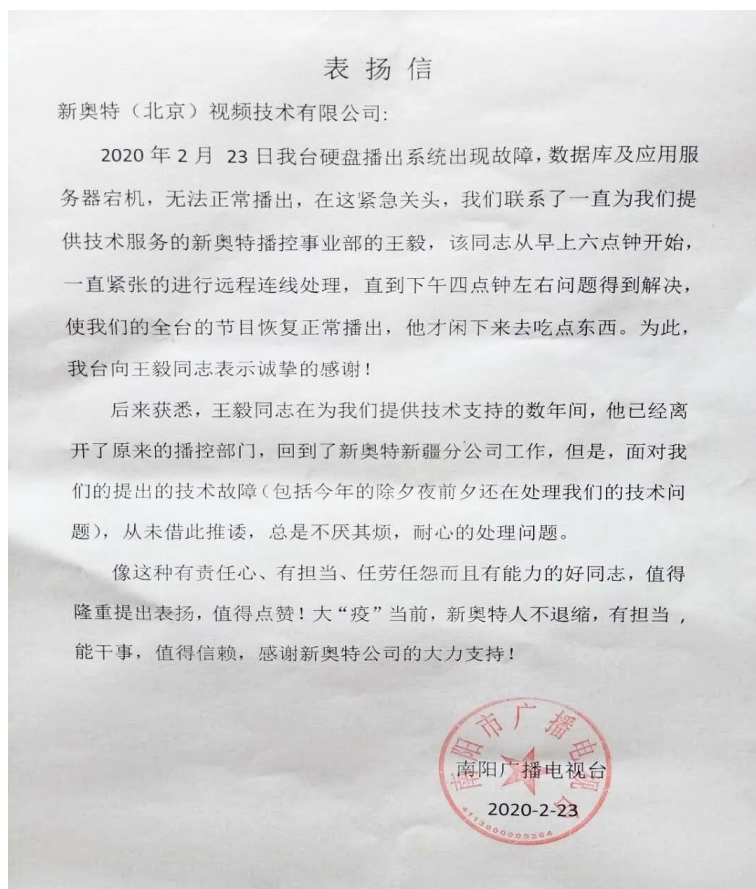 表扬信
新奥特（北京）视频技术有限公司:
2020年2月 23日我台硬盘播出系统出现故障，数据库及应用服
务器宕机，无法正常播出，在这紧急关头，我们联系了一直为我们提
供技术服务的新奥特播控事业部的王毅，该同志从早上六点钟开始，
一直紧张的进行远程连线处理，直到下午四点钟左右问题得到解决，
使我们的全台的节目恢复正常播出，他才闲下来去吃点东西。为此，
我台向王毅同志表示诚挚的感谢！
后来获悉，王毅同志在为我们提供技术支持的数年间，他已经离
开了原来的播控部门，回到了新奥特新疆分公司工作，但是，面对我
们的提出的技术故障（包括今年的除夕夜前夕还在处理我们的技术问
题），从未借此推诿，总是不厌其烦，耐心的处理问题。
像这种有责任心、有担当、任劳任怨而且有能力的好同志，值得
隆重提出表扬，值得点赞！大“疫”当前，新奥特人不退缩，有担当，
能干事，值得信赖，感谢新奥特公司的大力支持！
南阳市广播电视台
南阳广播电视台
2020-2-23
4113000005264